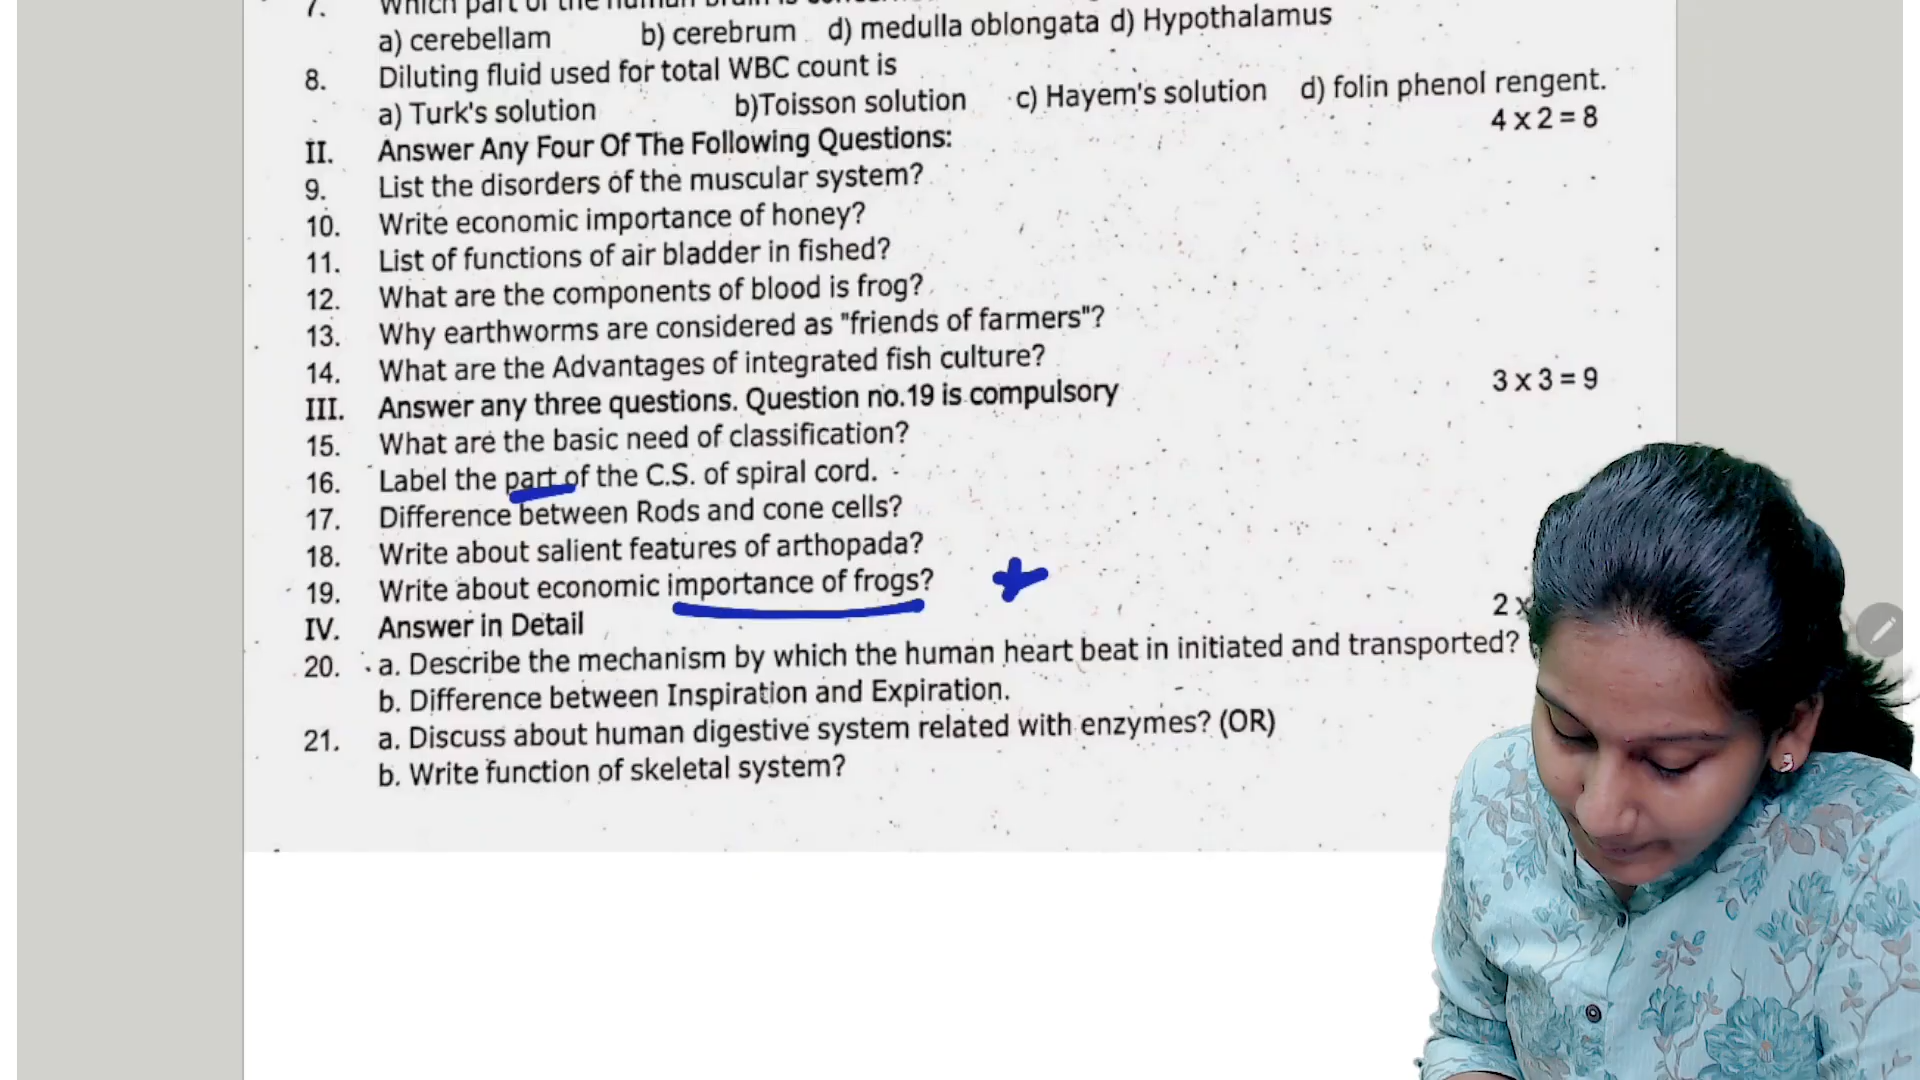 7. Which part of the human brain is
a) cerebellam b) cerebrum d) medulla oblongata d) Hypothalamus
8. Diluting fluid used for total WBC count is
a) Turk's solution b)Toisson solution c) Hayem's solution d) folin phenol rengent.
II. Answer Any Four Of The Following Questions: 4 x 2 = 8
9. List the disorders of the muscular system?
10. Write economic importance of honey?
11. List of functions of air bladder in fished?
12. What are the components of blood is frog?
13. Why earthworms are considered as "friends of farmers"?
14. What are the Advantages of integrated fish culture?
III. Answer any three questions. Question no.19 is compulsory 3 x 3 = 9
15. What are the basic need of classification?
16. Label the part of the C.S. of spiral cord.
17. Difference between Rods and cone cells?
18. Write about salient features of arthopada?
19. Write about economic importance of frogs?
IV. Answer in Detail 2 x
20. a. Describe the mechanism by which the human heart beat in initiated and transported?
b. Difference between Inspiration and Expiration.
21. a. Discuss about human digestive system related with enzymes? (OR)
b. Write function of skeletal system?